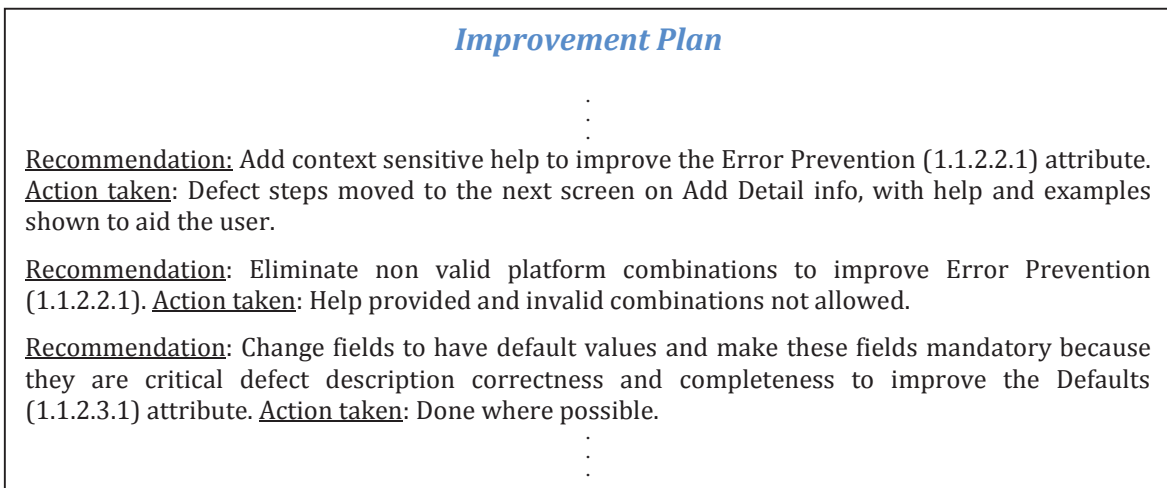 Improvement Plan
.
.
.
Recommendation: Add context sensitive help to improve the Error Prevention (1.1.2.2.1) attribute.
Action taken: Defect steps moved to the next screen on Add Detail info, with help and examples
shown to aid the user.
Recommendation: Eliminate non valid platform combinations to improve Error Prevention
(1.1.2.2.1). Action taken: Help provided and invalid combinations not allowed.
Recommendation: Change fields to have default values and make these fields mandatory because
they are critical defect description correctness and completeness to improve the Defaults
(1.1.2.3.1) attribute. Action taken: Done where possible.
.
.
.